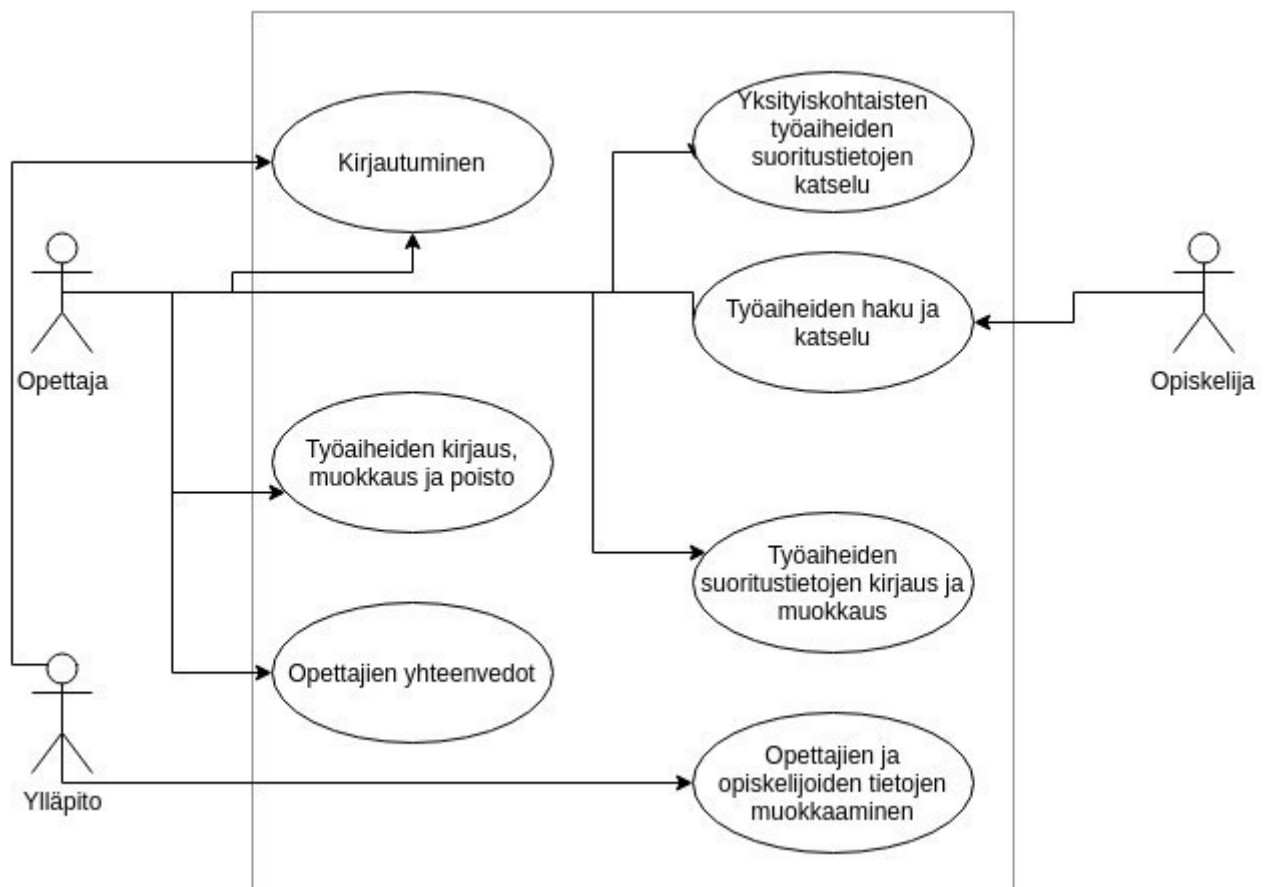 Yksityiskohtaisten
työaiheiden
suoritustietojen
katselu
Kirjautuminen
Työaiheiden haku ja
katselu
Opettaja
Opiskelija
Työaiheiden kirjaus,
muokkaus ja poisto
Työaiheiden
suoritustietojen kirjaus ja
muokkaus
Opettajien yhteenvedot
Opettajien ja
opiskelijoiden tietojen
muokkaaminen
Ylläpito